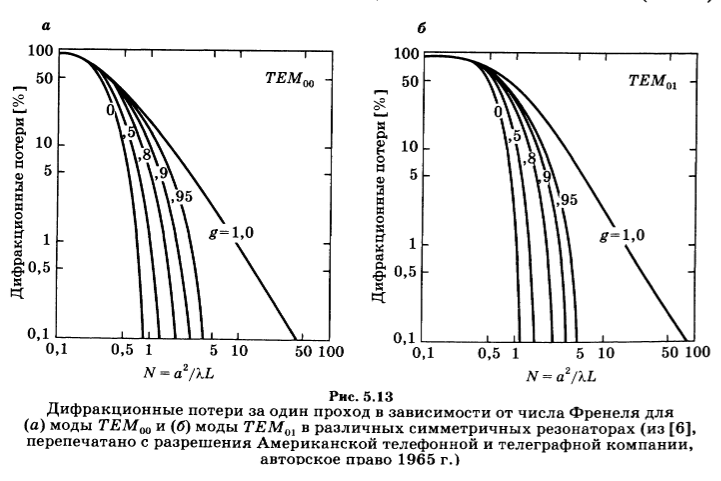 а
100
50
10
5
1
0,5
0,1
Дифракционные потери [%]
TEM₀₀
0
,5
,8
,9
,95
g=1,0
0,1 0,5 1 5 10 50 100
N = a²/λL
б
100
50
10
5
1
0,5
0,1
Дифракционные потери [%]
TEM₀₁
0
,5
,8
,9
,95
g=1,0
0,1 0,5 1 5 10 50 100
N = a²/λL
Рис. 5.13
Дифракционные потери за один проход в зависимости от числа Френеля для
(а) моды TEM₀₀ и (б) моды TEM₀₁ в различных симметричных резонаторах (из [6],
перепечатано с разрешения Американской телефонной и телеграфной компании,
авторское право 1965 г.)